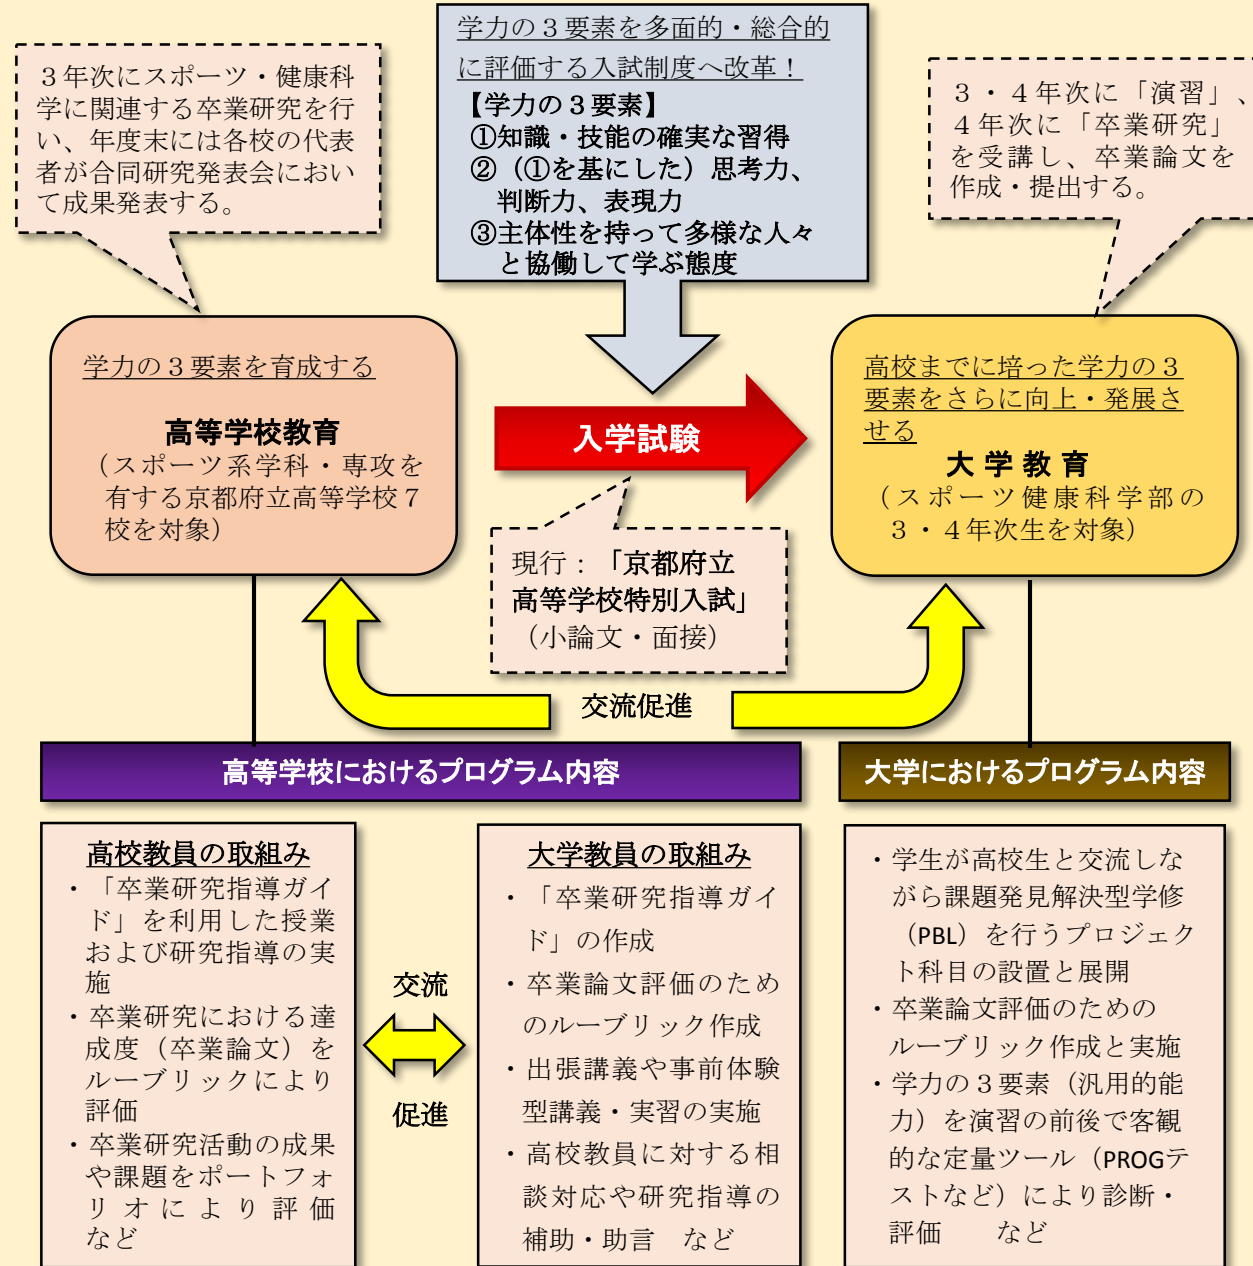 学力の３要素を多面的・総合的
に評価する入試制度へ改革！
【学力の３要素】
①知識・技能の確実な習得
②（①を基にした）思考力、
判断力、表現力
③主体性を持って多様な人々
と協働して学ぶ態度
３年次にスポーツ・健康科
学に関連する卒業研究を行
い、年度末には各校の代表
者が合同研究発表会におい
て成果発表する。
３・４年次に「演習」、
４年次に「卒業研究」
を受講し、卒業論文を
作成・提出する。
学力の３要素を育成する
高等学校教育
（スポーツ系学科・専攻を
有する京都府立高等学校７
校を対象）
入学試験
高校までに培った学力の３
要素をさらに向上・発展さ
せる
大学教育
（スポーツ健康科学部の
３・４年次生を対象）
現行：「京都府立
高等学校特別入試」
（小論文・面接）
交流促進
高等学校におけるプログラム内容
大学におけるプログラム内容
高校教員の取組み
・「卒業研究指導ガイ
ド」を利用した授業
および研究指導の実
施
・卒業研究における達
成度（卒業論文）を
ルーブリックにより
評価
・卒業研究活動の成果
や課題をポートフォ
リオにより評価
など
交流
促進
大学教員の取組み
・「卒業研究指導ガイ
ド」の作成
・卒業論文評価のため
のルーブリック作成
・出張講義や事前体験
型講義・実習の実施
・高校教員に対する相
談対応や研究指導の
補助・助言　など
・学生が高校生と交流しな
がら課題発見解決型学修
（PBL）を行うプロジェク
ト科目の設置と展開
・卒業論文評価のための
ルーブリック作成と実施
・学力の３要素（汎用的能
力）を演習の前後で客観
的な定量ツール（PROGテ
ストなど）により診断・
評価　　など